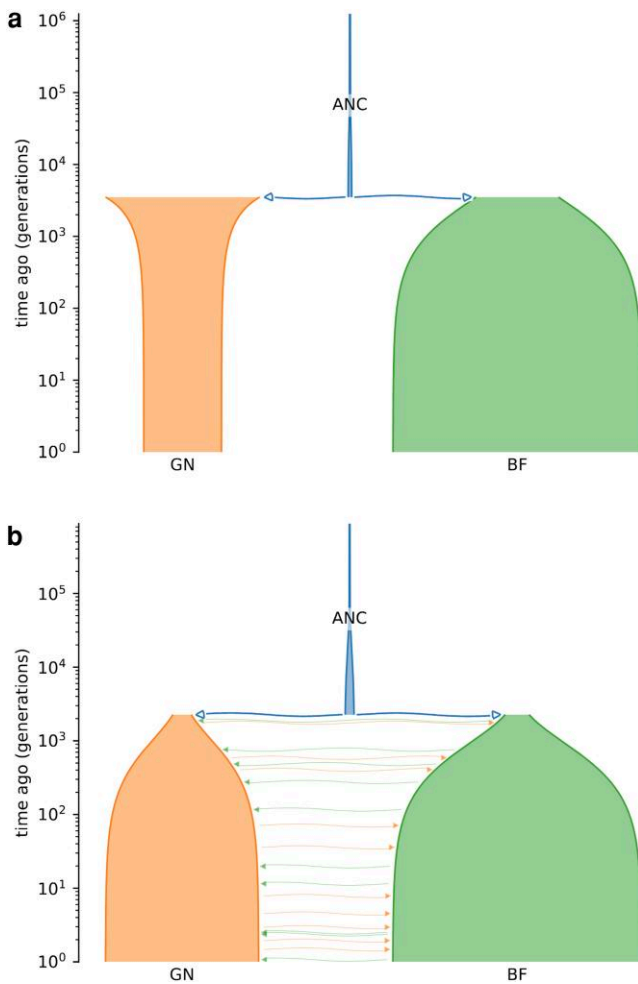 a
10^6
10^5
10^4
10^3
10^2
10^1
10^0
time ago (generations)
ANC
GN
BF
b
10^5
10^4
10^3
10^2
10^1
10^0
time ago (generations)
ANC
GN
BF